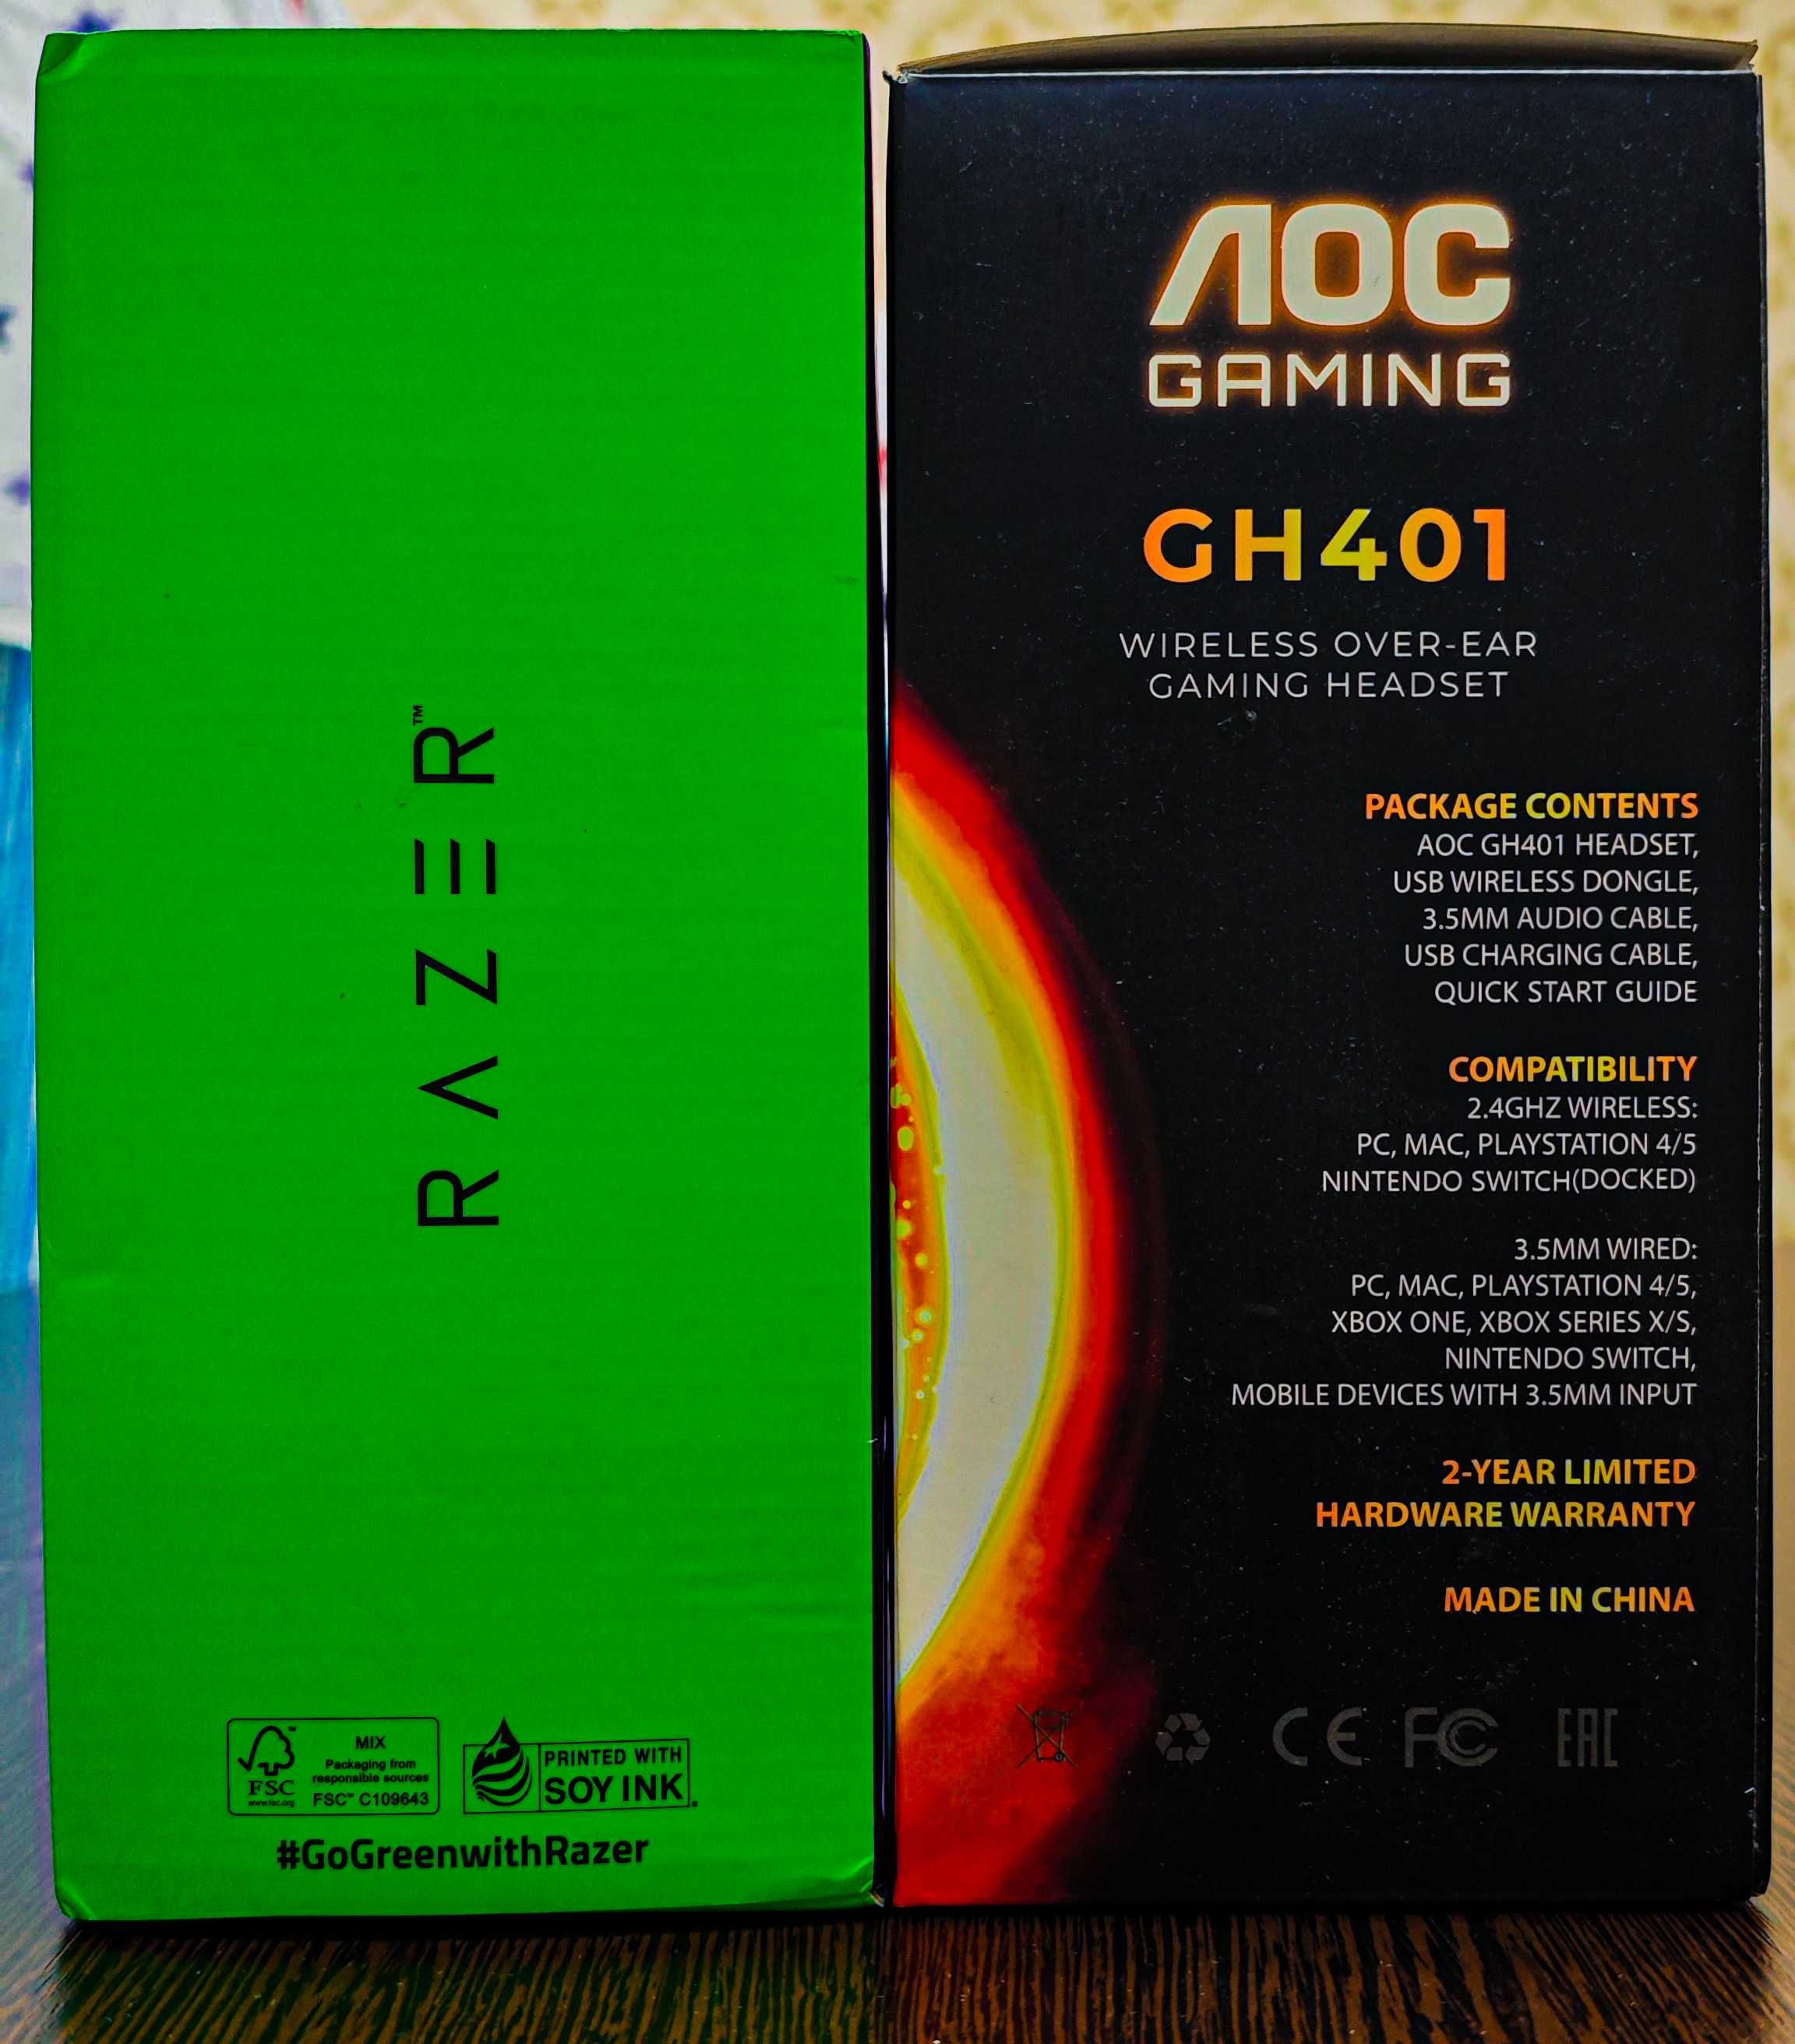 RAZER™
FSC™
www.fsc.org
MIX
Packaging from
responsible sources
FSC™ C109643
PRINTED WITH
SOY INK
#GoGreenwithRazer
AOC
GAMING
GH401
WIRELESS OVER-EAR
GAMING HEADSET
PACKAGE CONTENTS
AOC GH401 HEADSET,
USB WIRELESS DONGLE,
3.5MM AUDIO CABLE,
USB CHARGING CABLE,
QUICK START GUIDE
COMPATIBILITY
2.4GHZ WIRELESS:
PC, MAC, PLAYSTATION 4/5
NINTENDO SWITCH(DOCKED)
3.5MM WIRED:
PC, MAC, PLAYSTATION 4/5,
XBOX ONE, XBOX SERIES X/S,
NINTENDO SWITCH,
MOBILE DEVICES WITH 3.5MM INPUT
2-YEAR LIMITED
HARDWARE WARRANTY
MADE IN CHINA
CE FC EAC